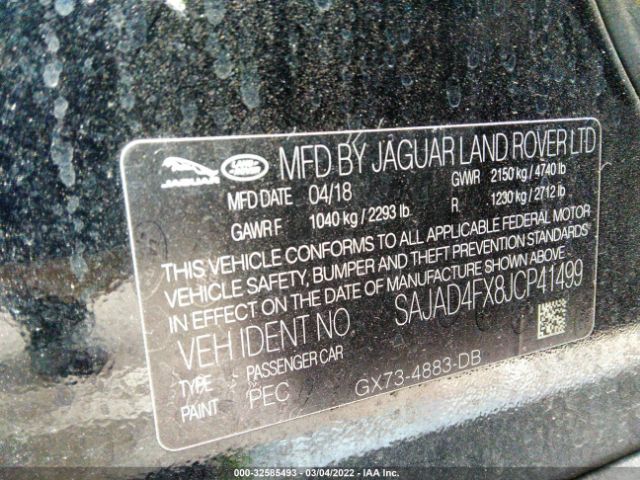 JAGUAR LAND ROVER MFD BY JAGUAR LAND ROVER LTD
MFD DATE 04/18 GVWR 2150 kg / 4740 lb
GAWR F 1040 kg / 2293 lb R 1230 kg / 2712 lb
THIS VEHICLE CONFORMS TO ALL APPLICABLE FEDERAL MOTOR
VEHICLE SAFETY, BUMPER AND THEFT PREVENTION STANDARDS
IN EFFECT ON THE DATE OF MANUFACTURE SHOWN ABOVE
VEH IDENT NO. SAJAD4FX8JCP41499
TYPE PASSENGER CAR
PAINT PEC GX73-4883-DB
000-32585493 - 03/04/2022 - IAA Inc.